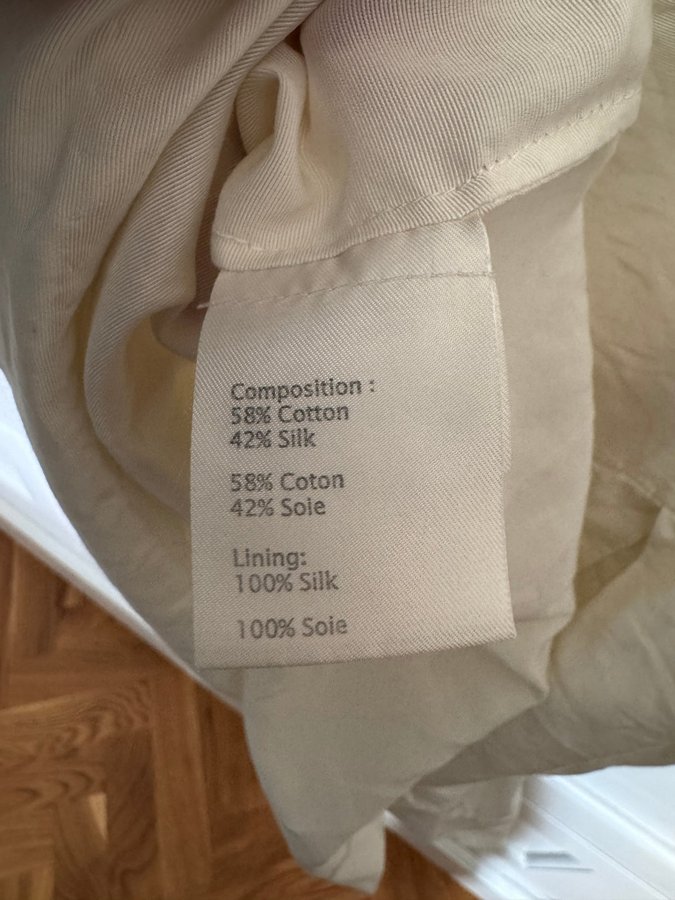 Composition :
58% Cotton
42% Silk
58% Coton
42% Soie
Lining:
100% Silk
100% Soie